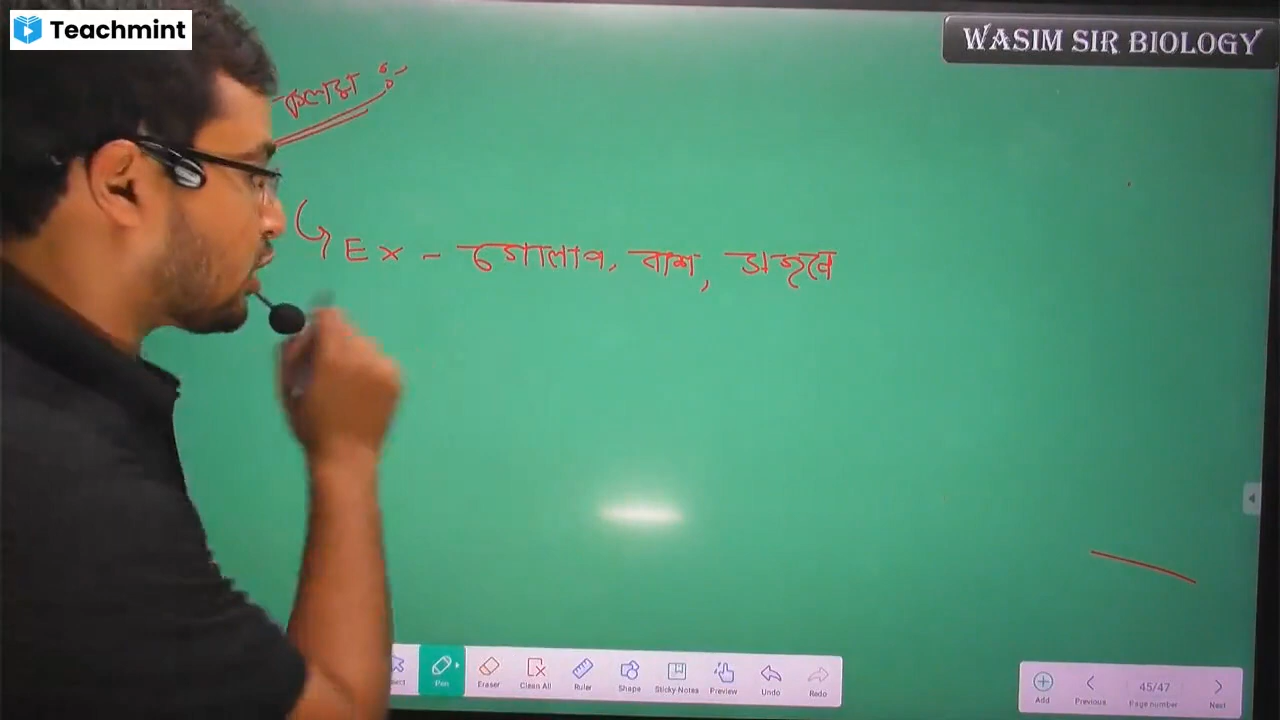 Teachmint
WASIM SIR BIOLOGY
Ex - গোলাপ, বাঁশ,
Pen
Eraser
Clean All
Ruler
Shape
Sticky Notes
Preview
Undo
Redo
Add
Previous
45/47
Page number
Next